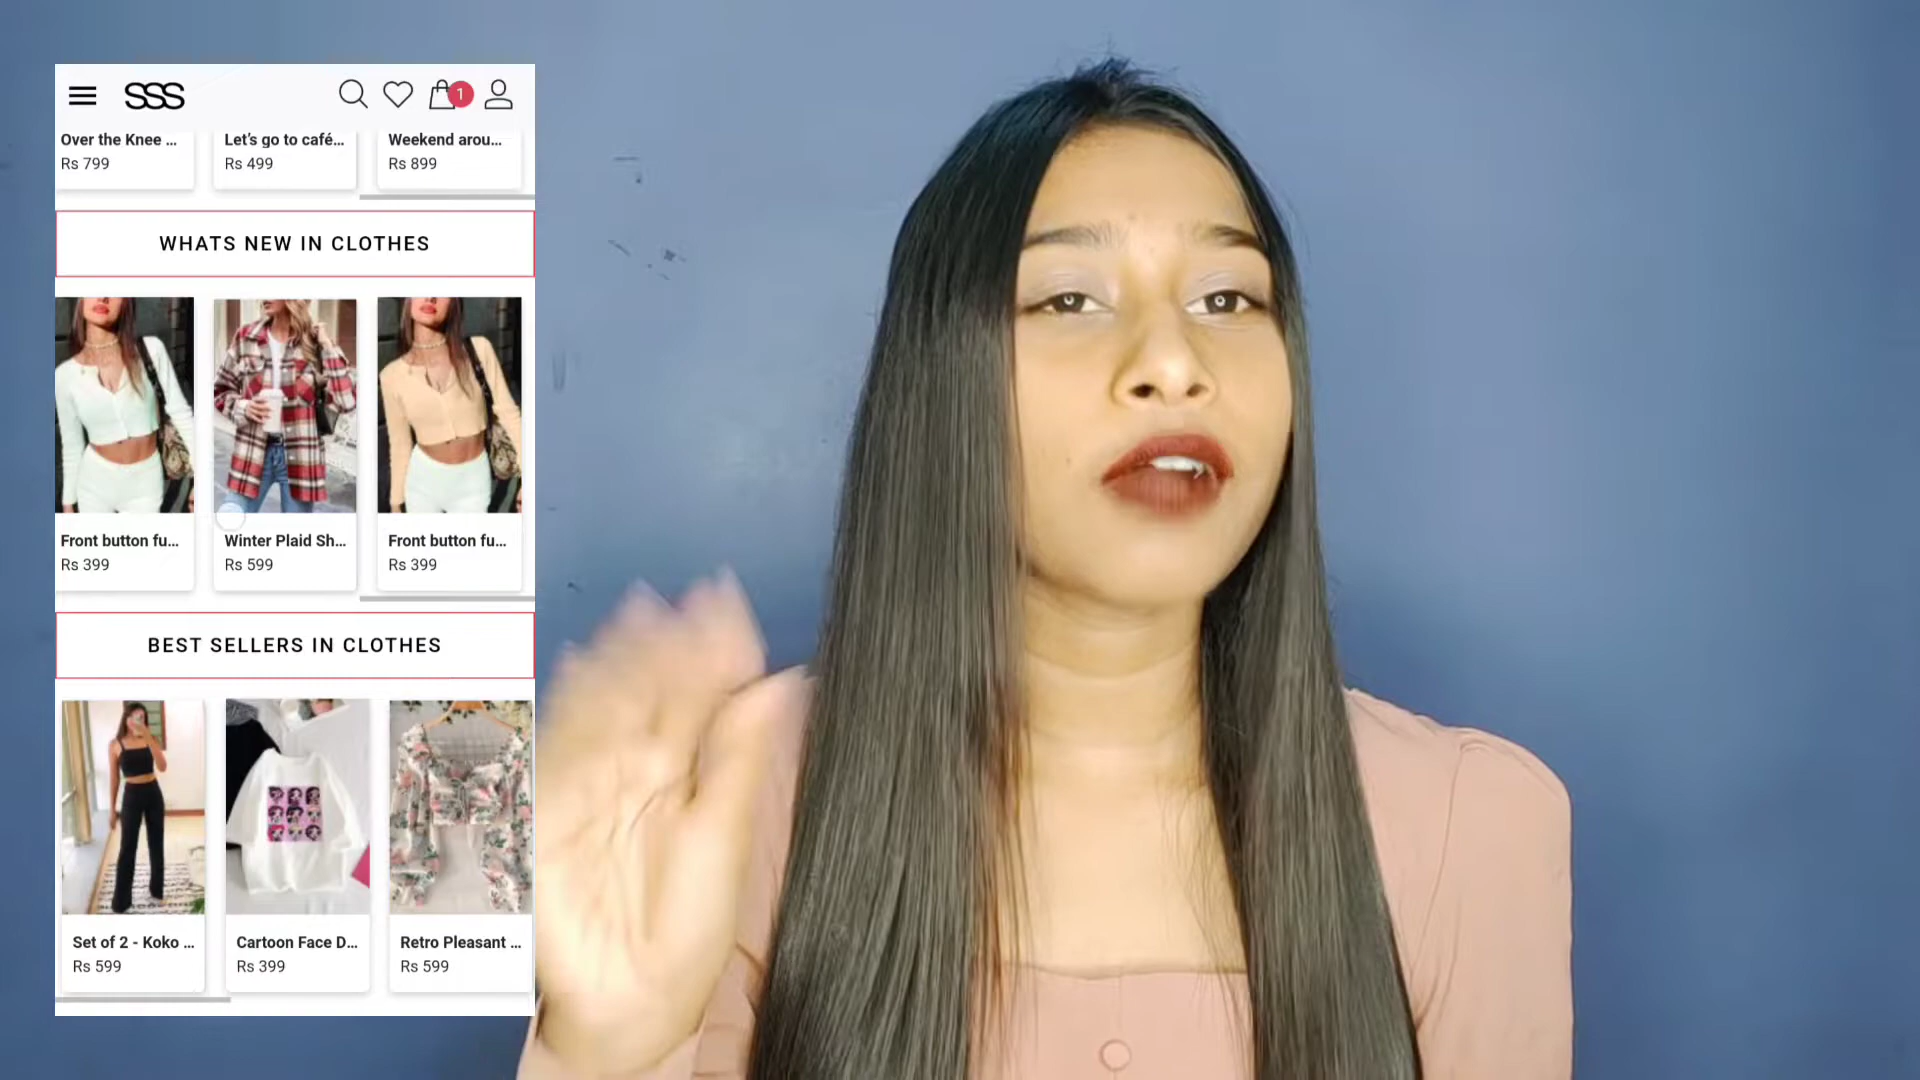 SSS
1
Over the Knee ...
Rs 799
Let's go to café...
Rs 499
Weekend arou...
Rs 899
WHATS NEW IN CLOTHES
Front button fu...
Rs 399
Winter Plaid Sh...
Rs 599
Front button fu...
Rs 399
BEST SELLERS IN CLOTHES
Set of 2 - Koko ...
Rs 599
Cartoon Face D...
Rs 399
Retro Pleasant ...
Rs 599